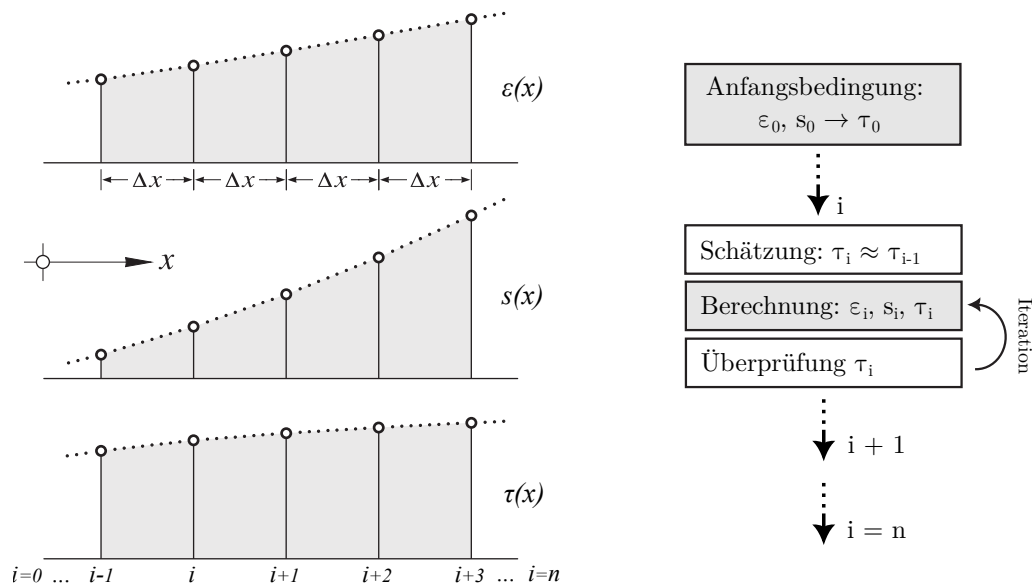 ε(x)
Δx Δx Δx Δx
x
s(x)
τ(x)
i=0 ... i-1 i i+1 i+2 i+3 ... i=n
Anfangsbedingung:
ε₀, s₀ → τ₀
i
Schätzung: τᵢ ≈ τᵢ₋₁
Berechnung: εᵢ, sᵢ, τᵢ
Überprüfung τᵢ
Iteration
i + 1
i = n